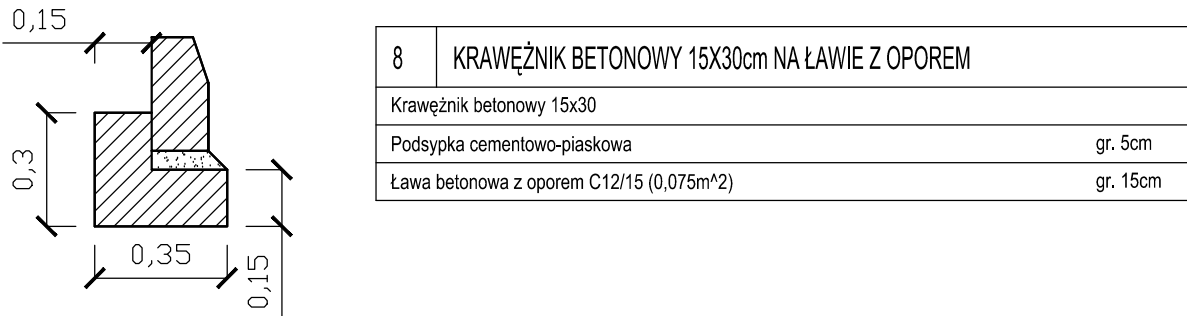 0,15
0,3
0,35
0,15
8 KRAWĘŻNIK BETONOWY 15X30cm NA ŁAWIE Z OPOREM
Krawężnik betonowy 15x30
Podsypka cementowo-piaskowa gr. 5cm
Ława betonowa z oporem C12/15 (0,075m^2) gr. 15cm